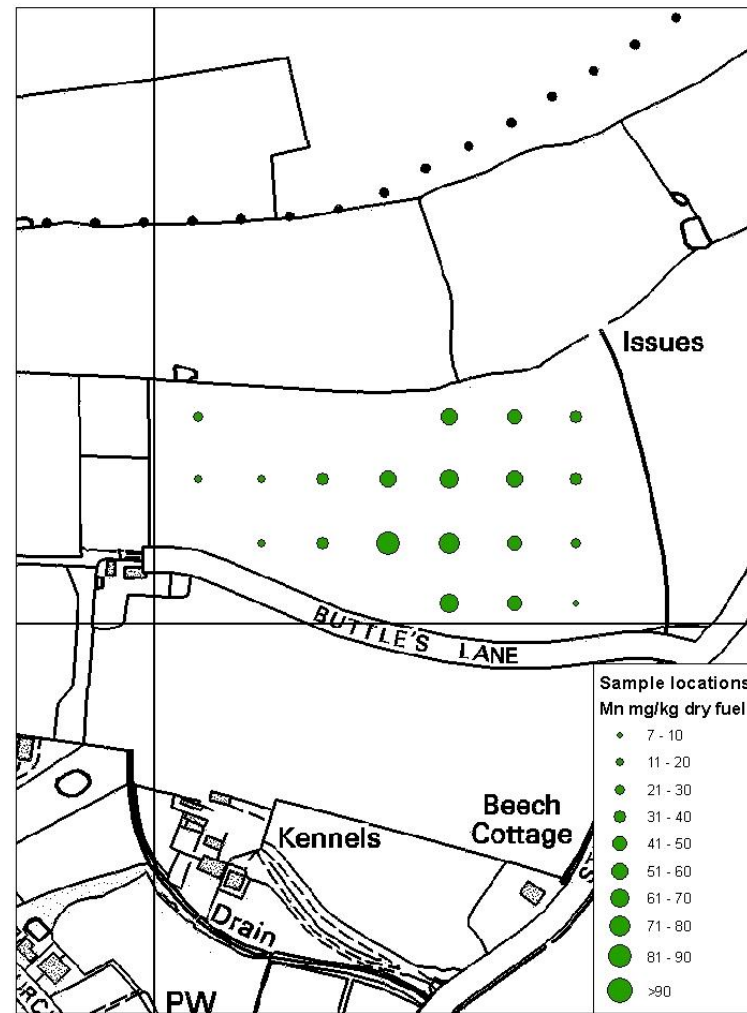 Issues
BUTTLE'S LANE
Sample locations
Mn mg/kg dry fuel
7 - 10
11 - 20
21 - 30
31 - 40
41 - 50
51 - 60
61 - 70
71 - 80
81 - 90
>90
Beech
Cottage
Kennels
Drain
PW